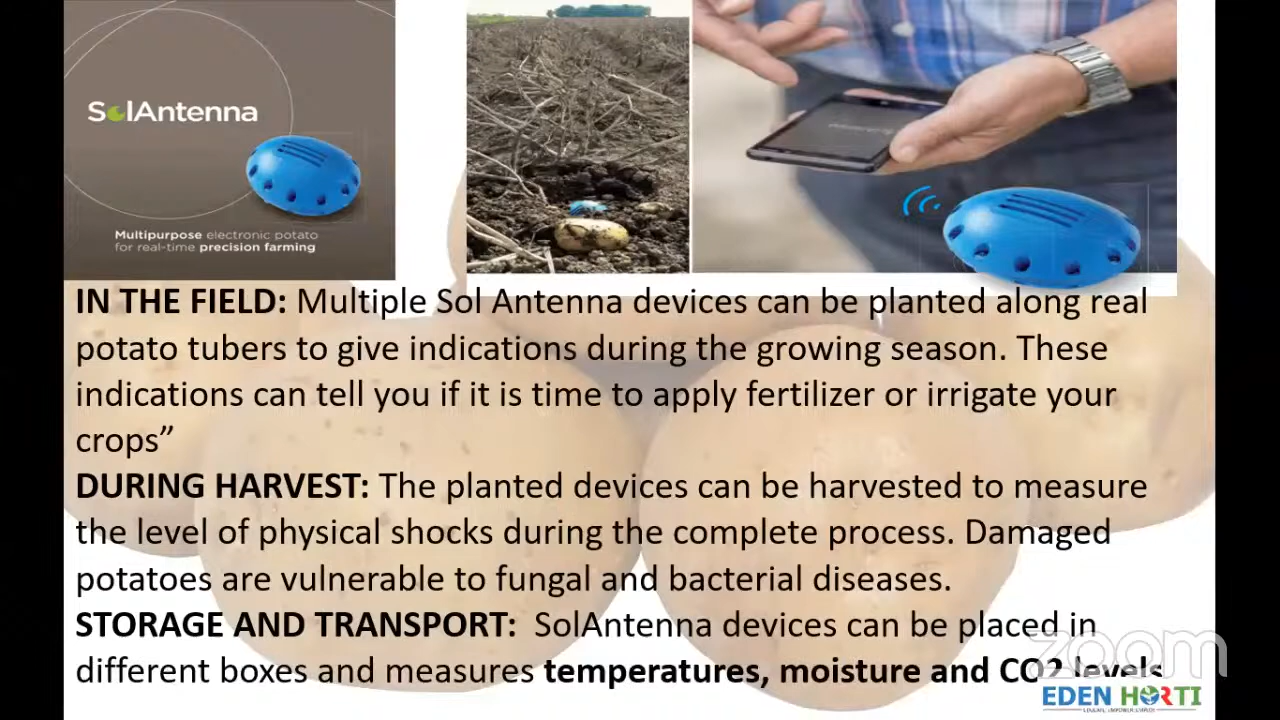 SolAntenna
Multipurpose electronic potato
for real-time precision farming
IN THE FIELD: Multiple Sol Antenna devices can be planted along real
potato tubers to give indications during the growing season. These
indications can tell you if it is time to apply fertilizer or irrigate your
crops”
DURING HARVEST: The planted devices can be harvested to measure
the level of physical shocks during the complete process. Damaged
potatoes are vulnerable to fungal and bacterial diseases.
STORAGE AND TRANSPORT: SolAntenna devices can be placed in
different boxes and measures temperatures, moisture and CO2 levels
zoom
EDEN HORTI